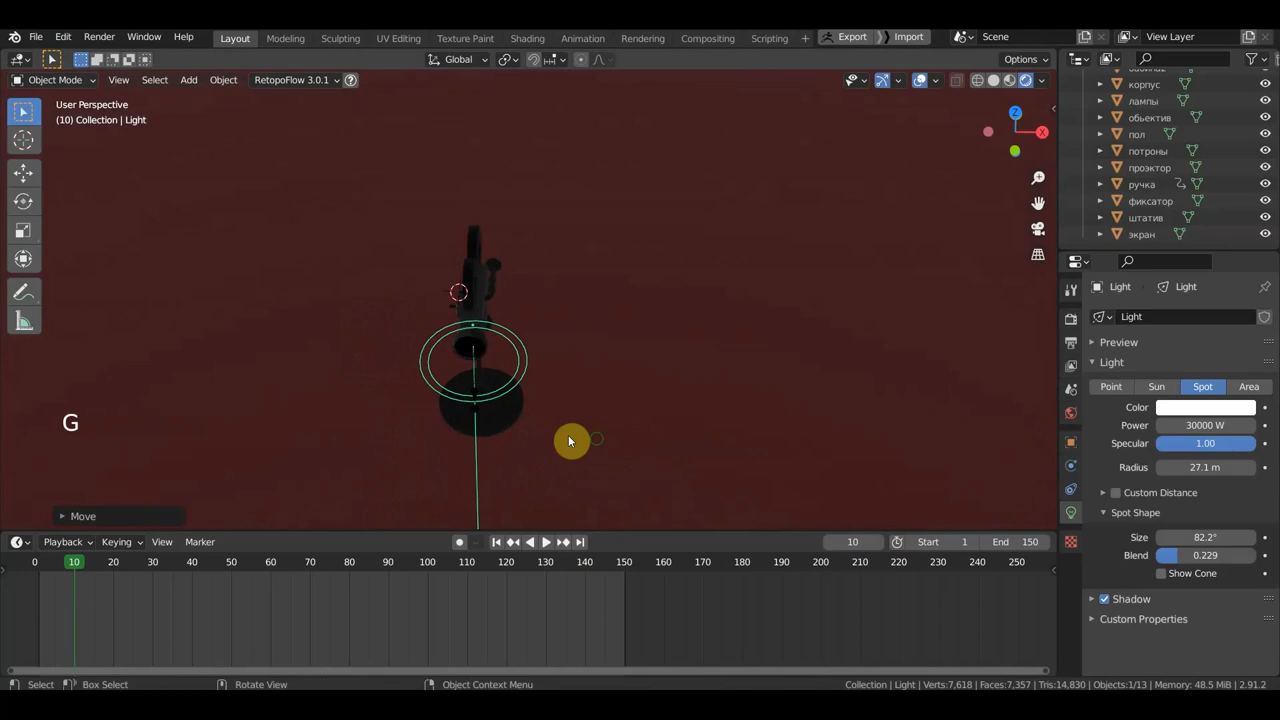 File Edit Render Window Help Layout Modeling Sculpting UV Editing Texture Paint Shading Animation Rendering Compositing Scripting + Export Import Scene View Layer
Global Options
Object Mode View Select Add Object RetopoFlow 3.0.1
User Perspective
(10) Collection | Light
Z
X
корпус
лампы
обьектив
пол
потроны
проэктор
ручка
фиксатор
штатив
экран
Light Light
Light
Preview
Light
Point Sun Spot Area
Color
Power 30000 W
Specular 1.00
Radius 27.1 m
Custom Distance
Spot Shape
Size 82.2°
Blend 0.229
Show Cone
Shadow
Custom Properties
G
Move
Playback Keying View Marker 10 Start 1 End 150
0 10 20 30 40 50 60 70 80 90 100 110 120 130 140 150 160 170 180 190 200 210 220 230 240 250
Select Box Select Rotate View Object Context Menu Collection | Light | Verts:7,618 | Faces:7,357 | Tris:14,830 | Objects:1/13 | Memory: 48.5 MiB | 2.91.2